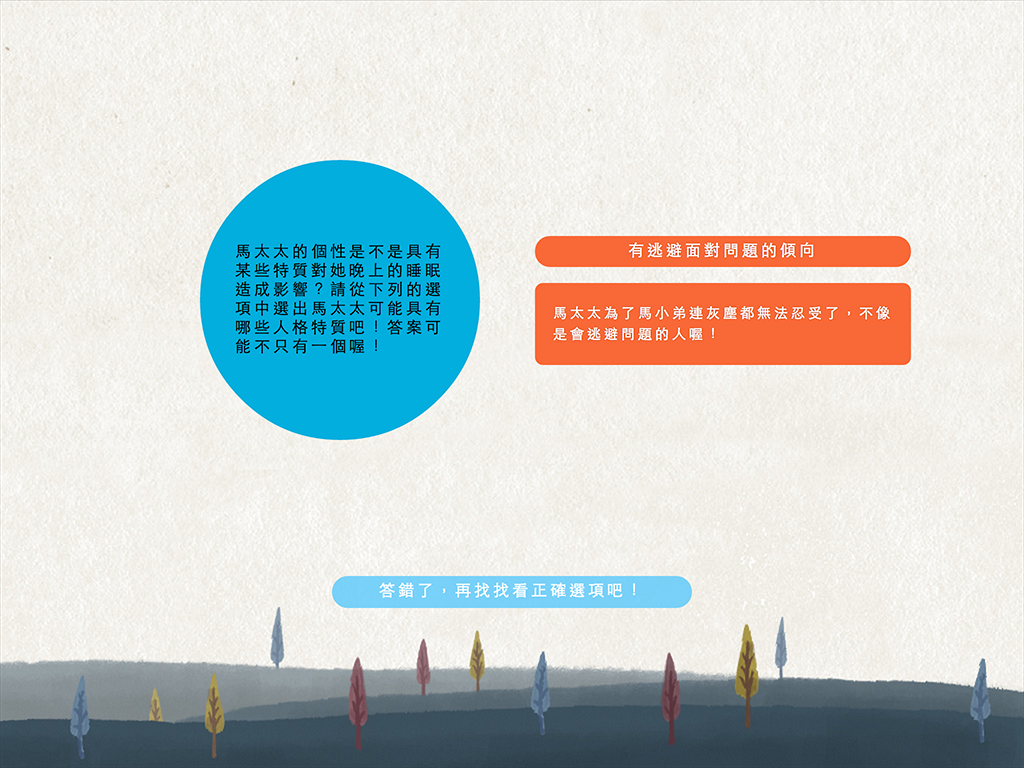 馬太太的個性是不是具有
某些特質對她晚上的睡眠
造成影響？請從下列的選
項中選出馬太太可能具有
哪些人格特質吧！答案可
能不只有一個喔！
有逃避面對問題的傾向
馬太太為了馬小弟連灰塵都無法忍受了，不像
是會逃避問題的人喔！
答錯了，再找找看正確選項吧！